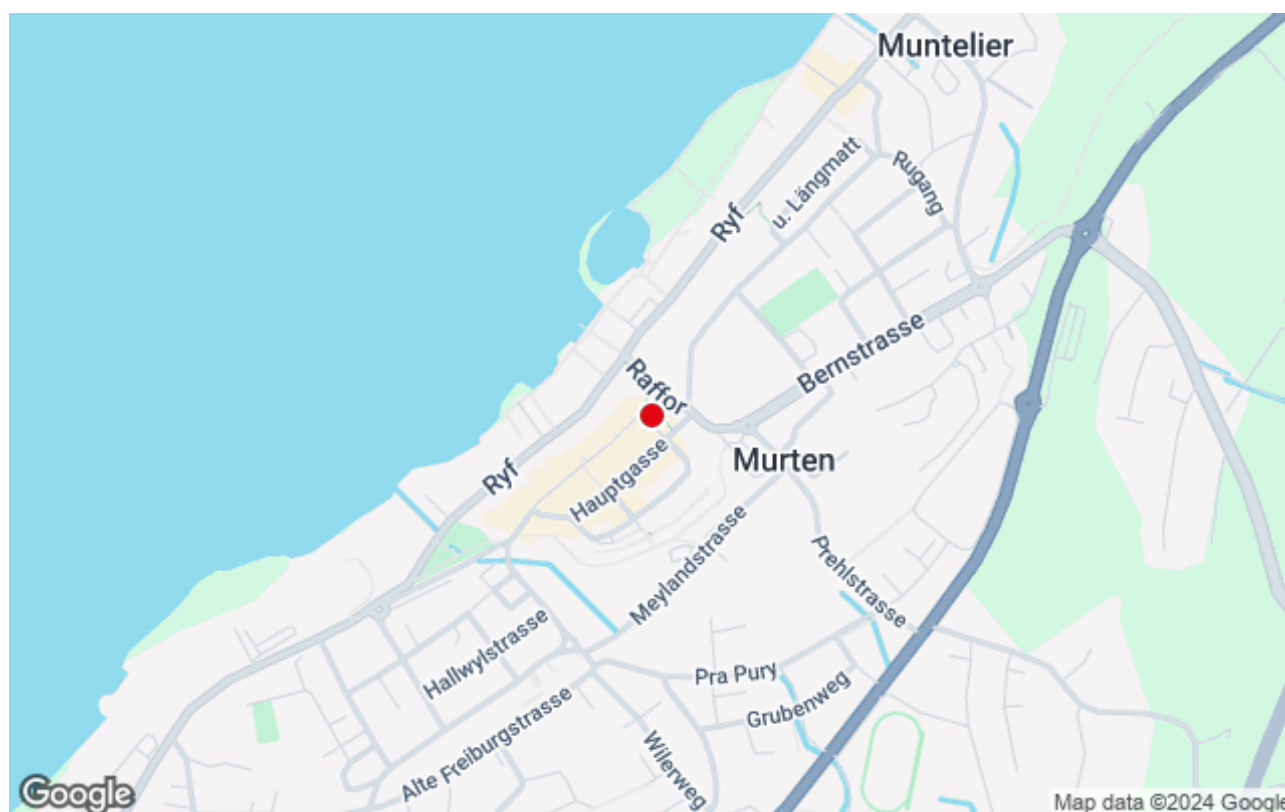 Muntelier
Rugang
u. Längmatt
Ryf
Bernstrasse
Raffor
Murten
Hauptgasse
Ryf
Meylandstrasse
Prehlstrasse
Hallwylstrasse
Pra Pury
Grubenweg
Alte Freiburgstrasse
Wilerweg
Google
Map data ©2024 Google